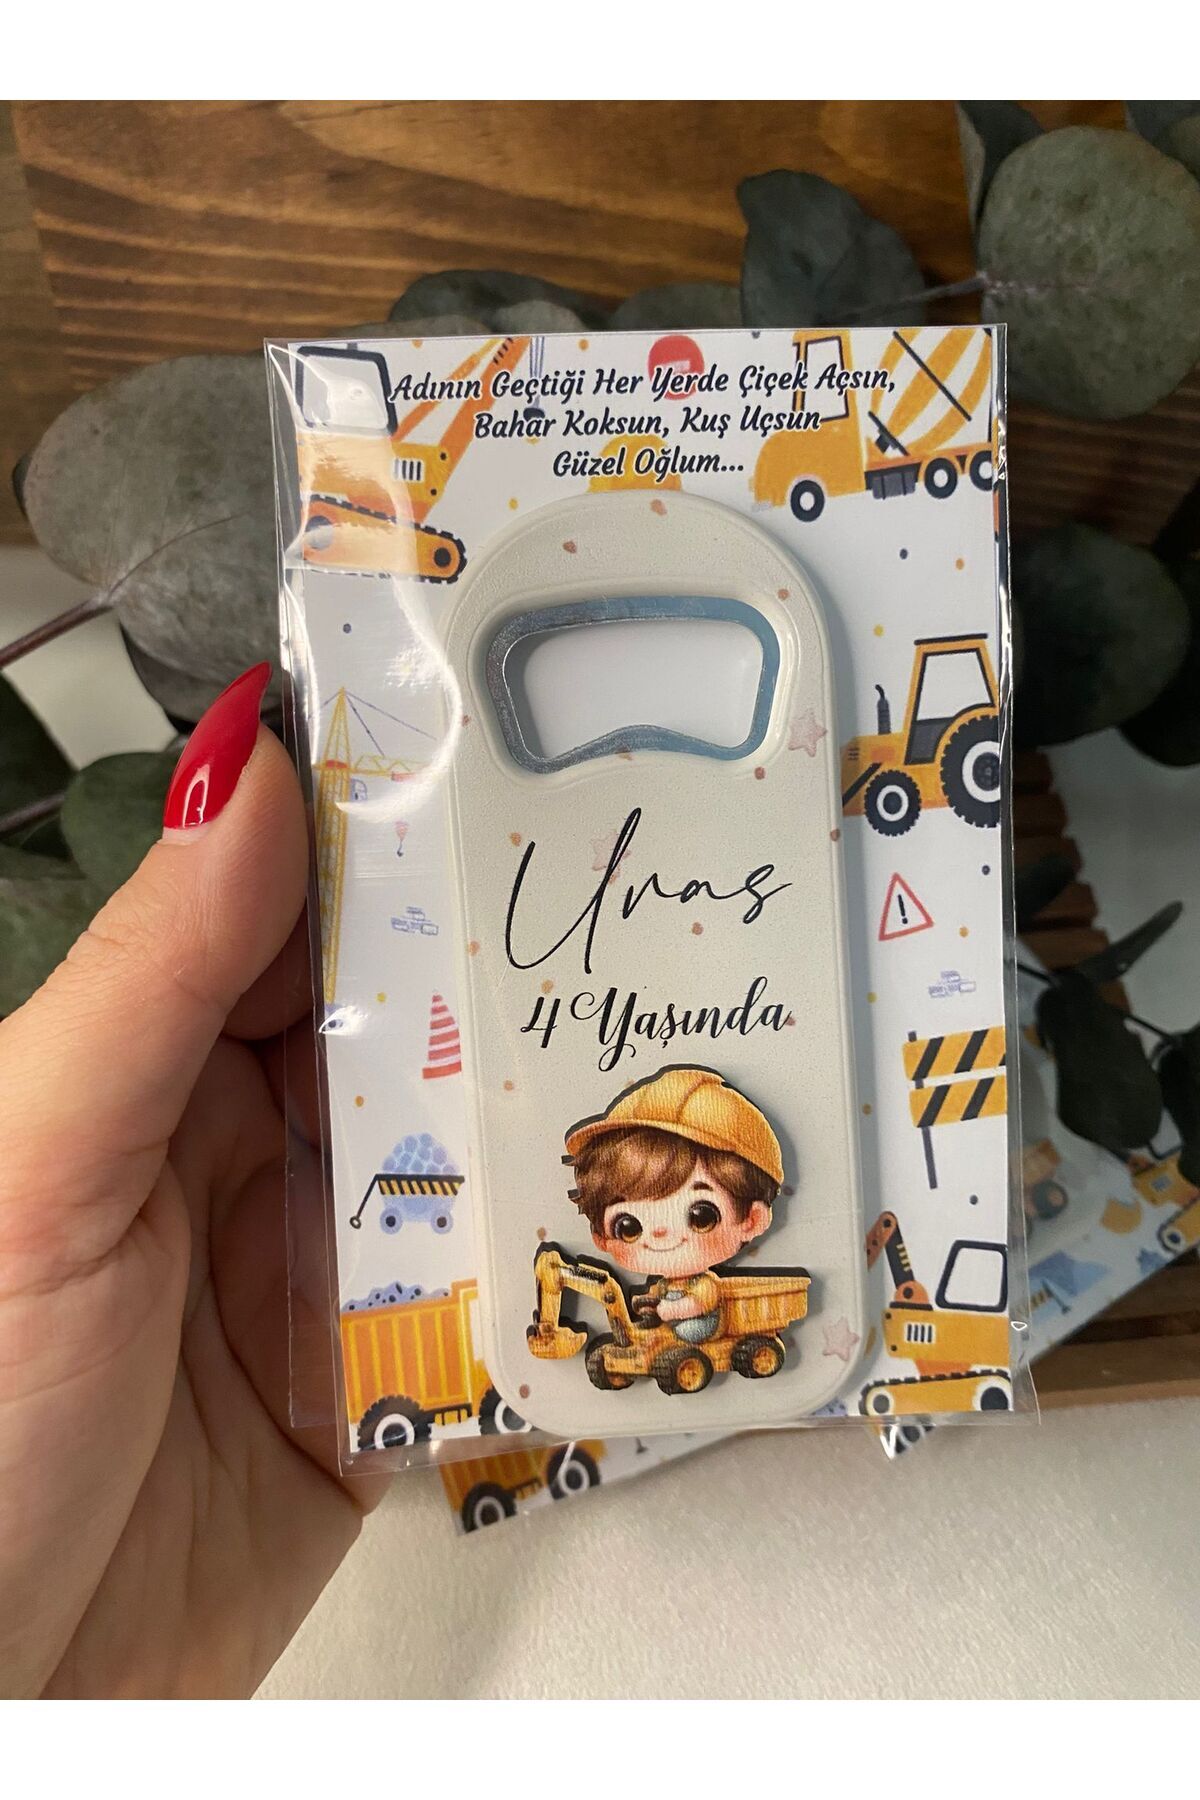 Adının Geçtiği Her Yerde Çiçek Açsın,
Bahar Koksun, Kuş Uçsun
Güzel Oğlum...
Uras
4 Yaşında